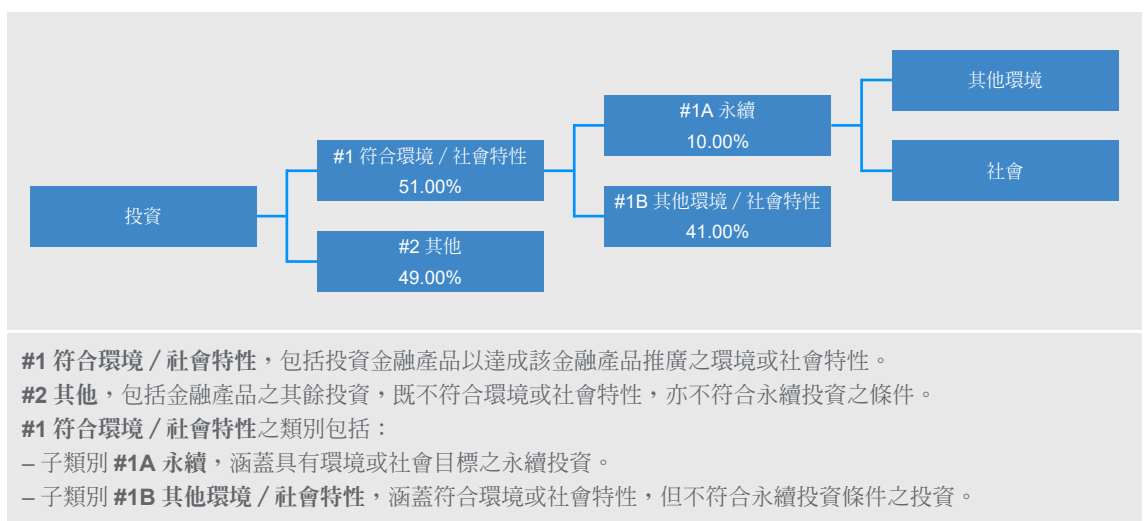 投資
#1 符合環境／社會特性
51.00%
#2 其他
49.00%
#1A 永續
10.00%
#1B 其他環境／社會特性
41.00%
其他環境
社會
#1 符合環境／社會特性，包括投資金融產品以達成該金融產品推廣之環境或社會特性。
#2 其他，包括金融產品之其餘投資，既不符合環境或社會特性，亦不符合永續投資之條件。
#1 符合環境／社會特性之類別包括：
– 子類別 #1A 永續，涵蓋具有環境或社會目標之永續投資。
– 子類別 #1B 其他環境／社會特性，涵蓋符合環境或社會特性，但不符合永續投資條件之投資。